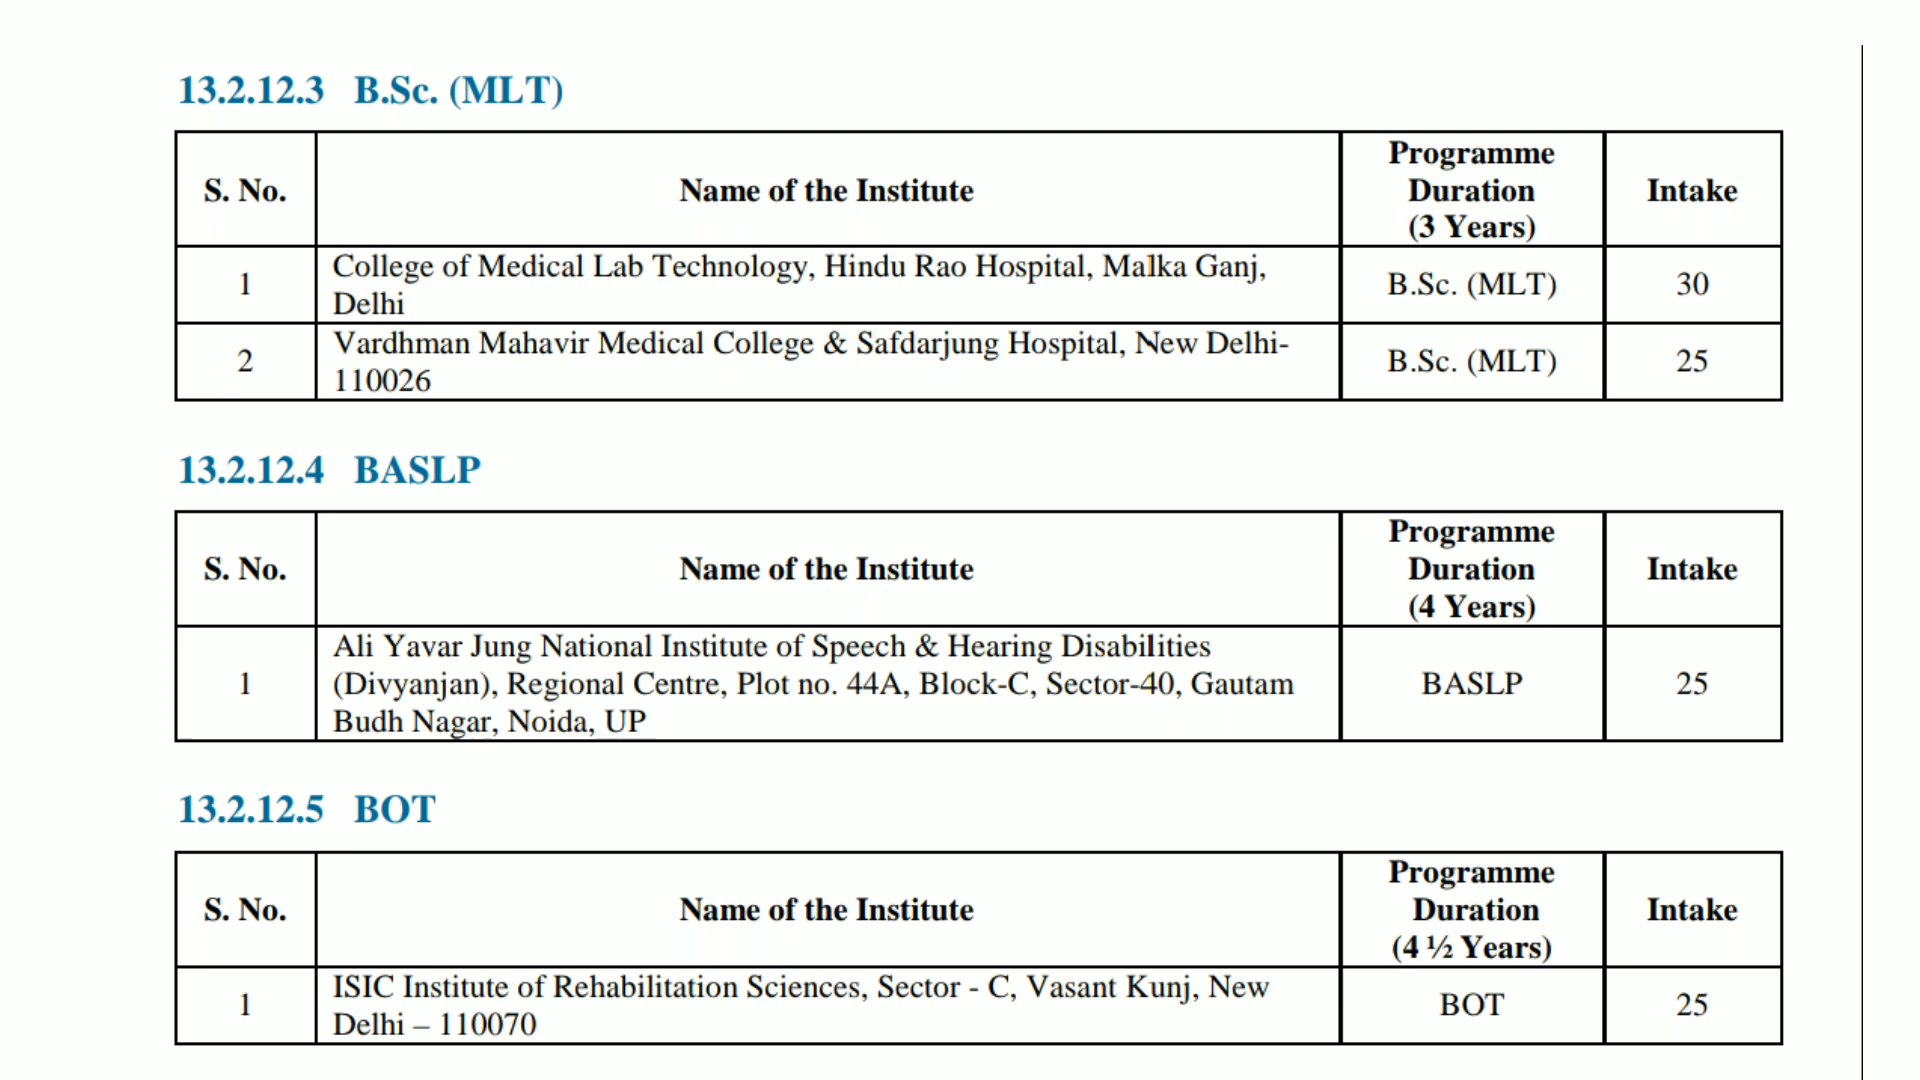 13.2.12.3 B.Sc. (MLT)
S. No. Name of the Institute Programme Duration (3 Years) Intake
1 College of Medical Lab Technology, Hindu Rao Hospital, Malka Ganj,
Delhi B.Sc. (MLT) 30
2 Vardhman Mahavir Medical College & Safdarjung Hospital, New Delhi-
110026 B.Sc. (MLT) 25
13.2.12.4 BASLP
S. No. Name of the Institute Programme Duration (4 Years) Intake
1 Ali Yavar Jung National Institute of Speech & Hearing Disabilities
(Divyanjan), Regional Centre, Plot no. 44A, Block-C, Sector-40, Gautam
Budh Nagar, Noida, UP BASLP 25
13.2.12.5 BOT
S. No. Name of the Institute Programme Duration (4 ½ Years) Intake
1 ISIC Institute of Rehabilitation Sciences, Sector - C, Vasant Kunj, New
Delhi – 110070 BOT 25